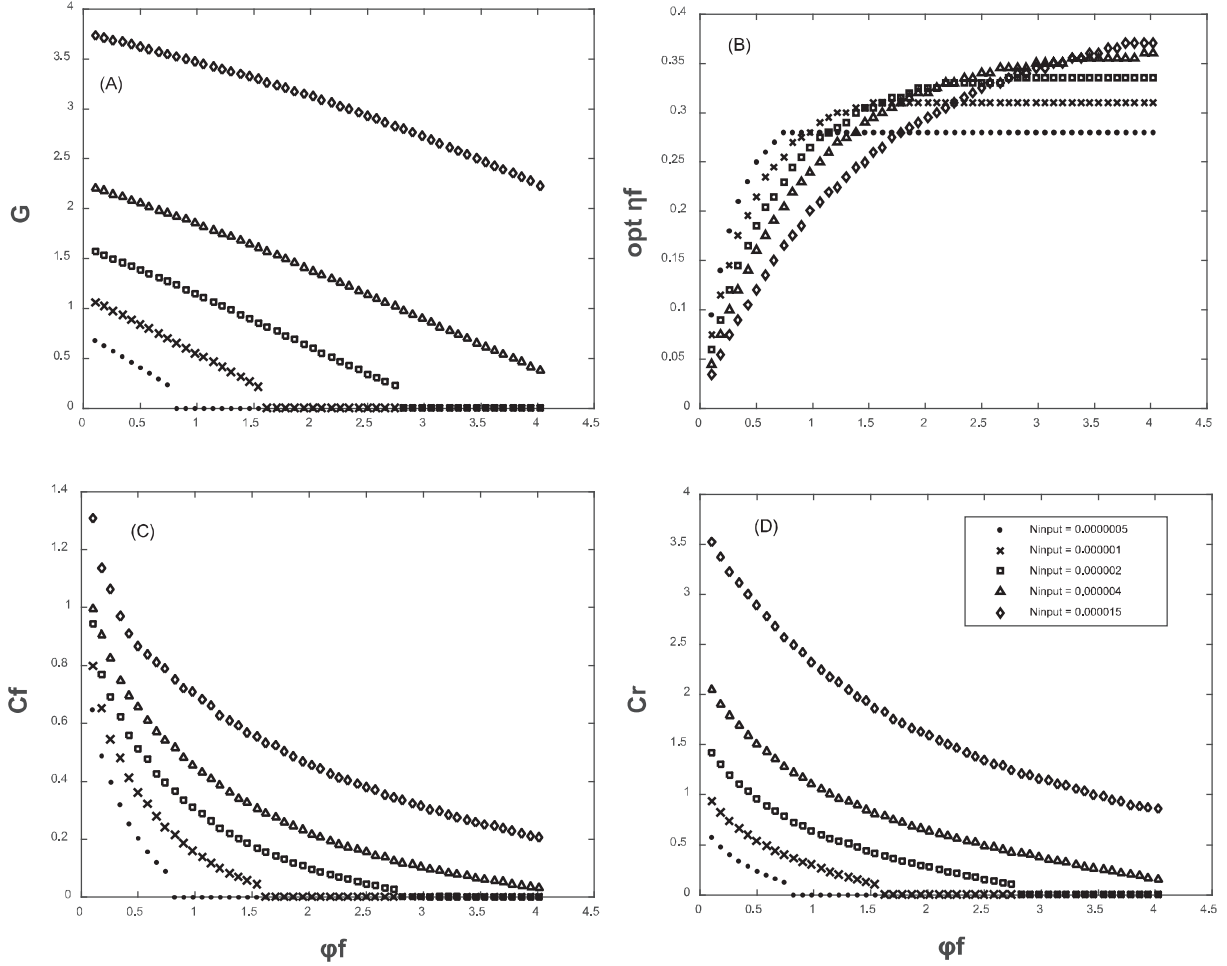 4
3.5
3
2.5
2
1.5
1
0.5
0
0 0.5 1 1.5 2 2.5 3 3.5 4 4.5
G
(A)
0.4
0.35
0.3
0.25
0.2
0.15
0.1
0.05
0
0 0.5 1 1.5 2 2.5 3 3.5 4 4.5
opt ηf
(B)
1.4
1.2
1
0.8
0.6
0.4
0.2
0
0 0.5 1 1.5 2 2.5 3 3.5 4 4.5
Cf
φf
(C)
4
3.5
3
2.5
2
1.5
1
0.5
0
0 0.5 1 1.5 2 2.5 3 3.5 4 4.5
Cr
φf
(D)
Ninput = 0.0000005
Ninput = 0.000001
Ninput = 0.000002
Ninput = 0.000004
Ninput = 0.000015